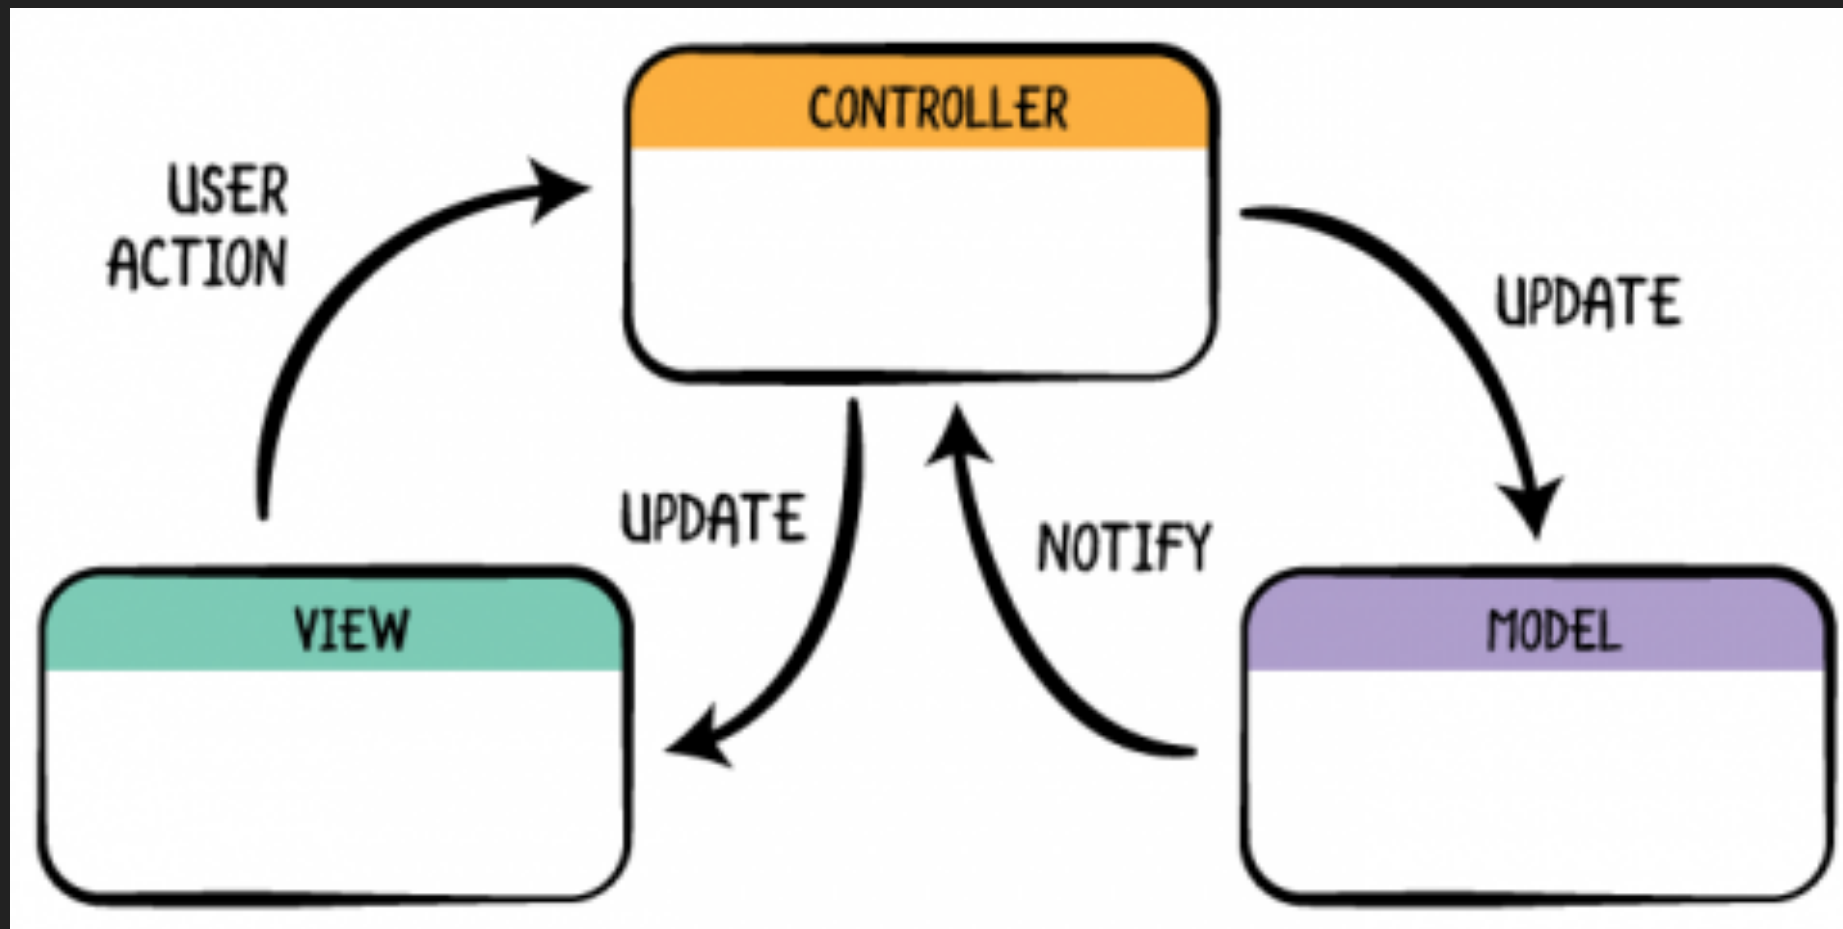 CONTROLLER
USER
ACTION
UPDATE
UPDATE
NOTIFY
VIEW
MODEL